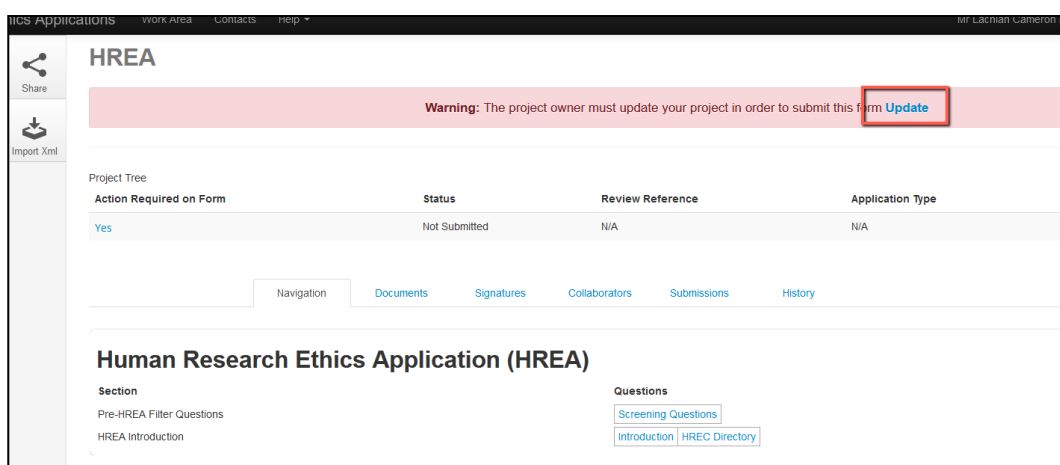 ics Applications Work Area Contacts Help Mr Lachlan Cameron
HREA
Share
Warning: The project owner must update your project in order to submit this form Update
Import Xml
Project Tree
Action Required on Form Status Review Reference Application Type
Yes Not Submitted N/A N/A
Navigation Documents Signatures Collaborators Submissions History
Human Research Ethics Application (HREA)
Section Questions
Pre-HREA Filter Questions Screening Questions
HREA Introduction Introduction HREC Directory